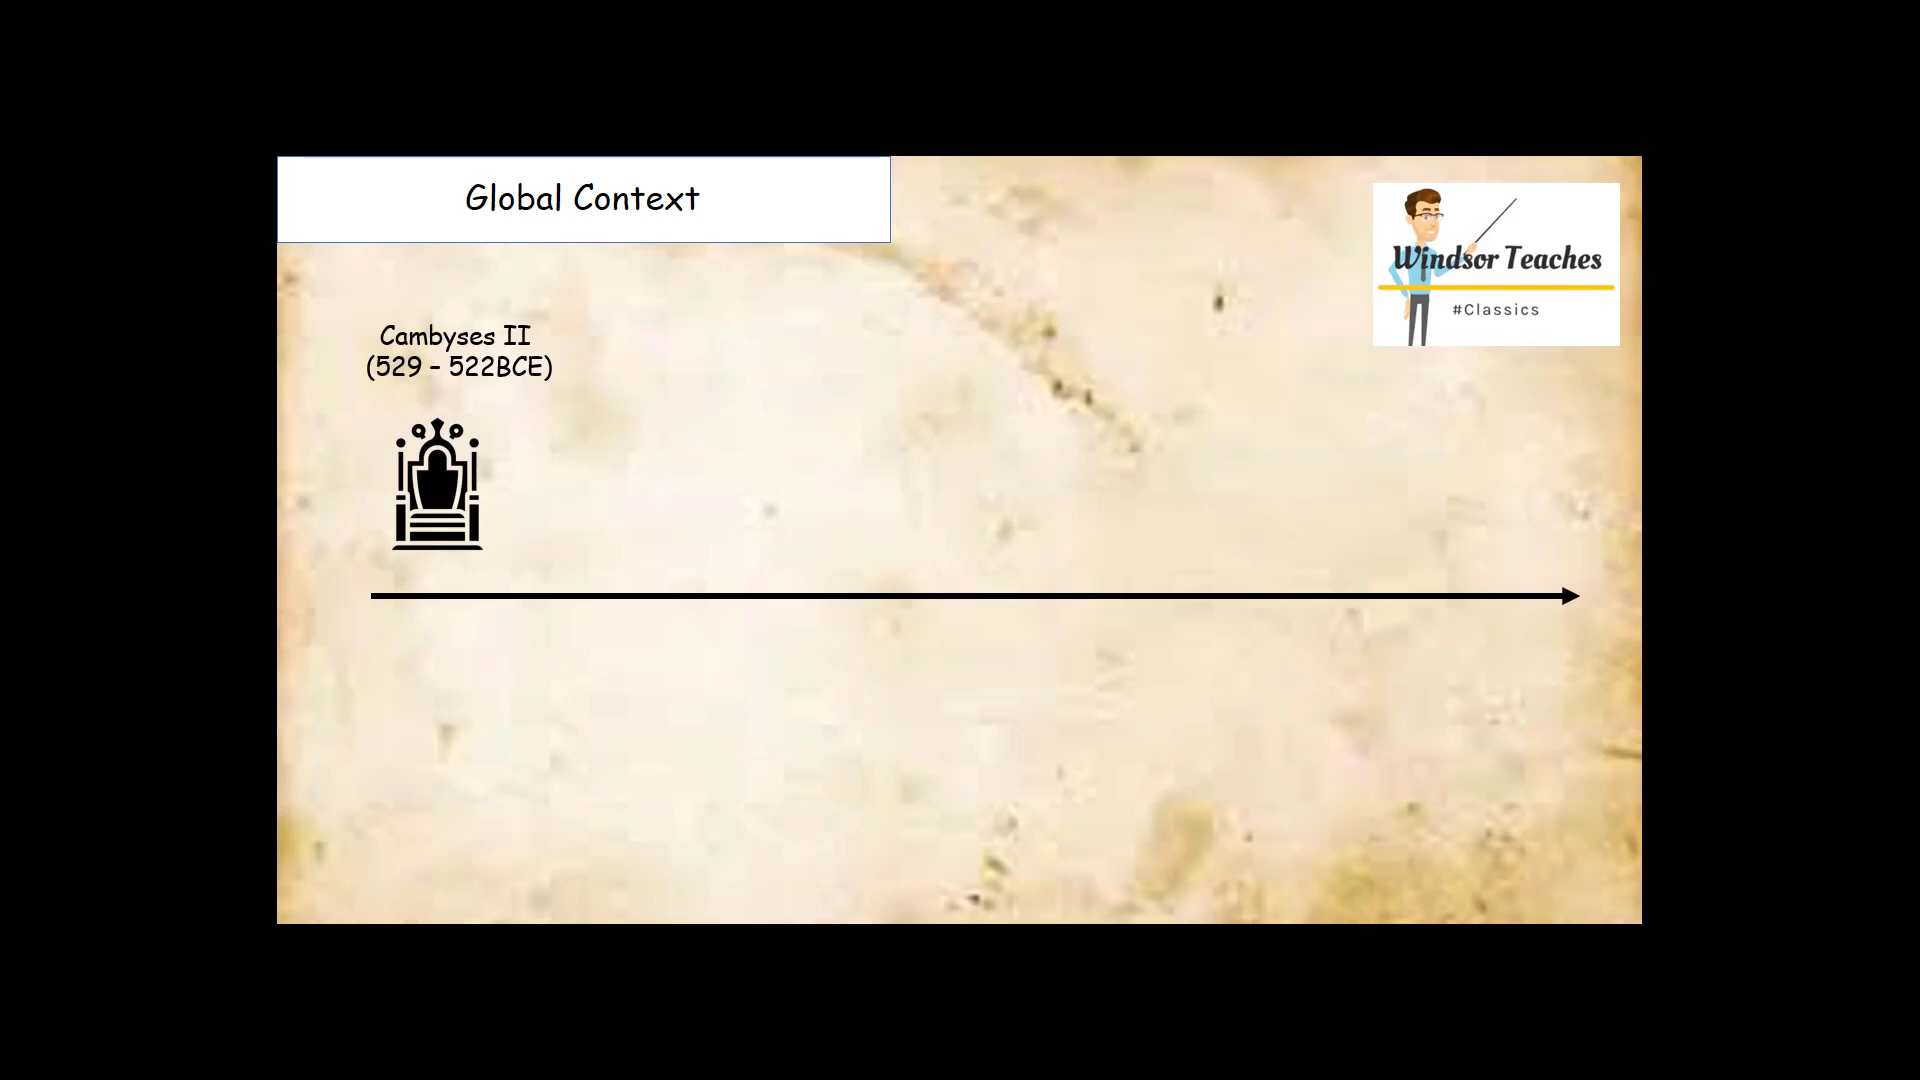 Global Context
Windsor Teaches
#Classics
Cambyses II
(529 – 522BCE)